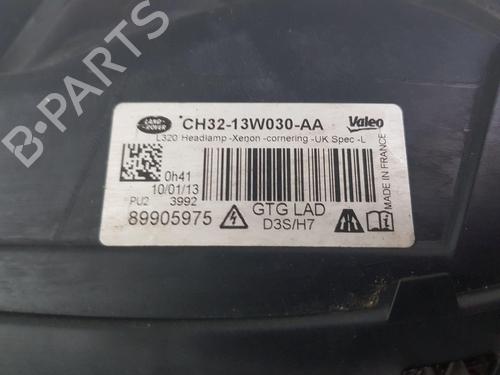 LAND-
ROVER
CH32-13W030-AA
Valeo
L320 Headlamp -Xenon -cornering -UK Spec -L
0h41
10/01/13
PU2 3992
89905975
GTG LAD
D3S/H7
MADE IN FRANCE
B-PARTS